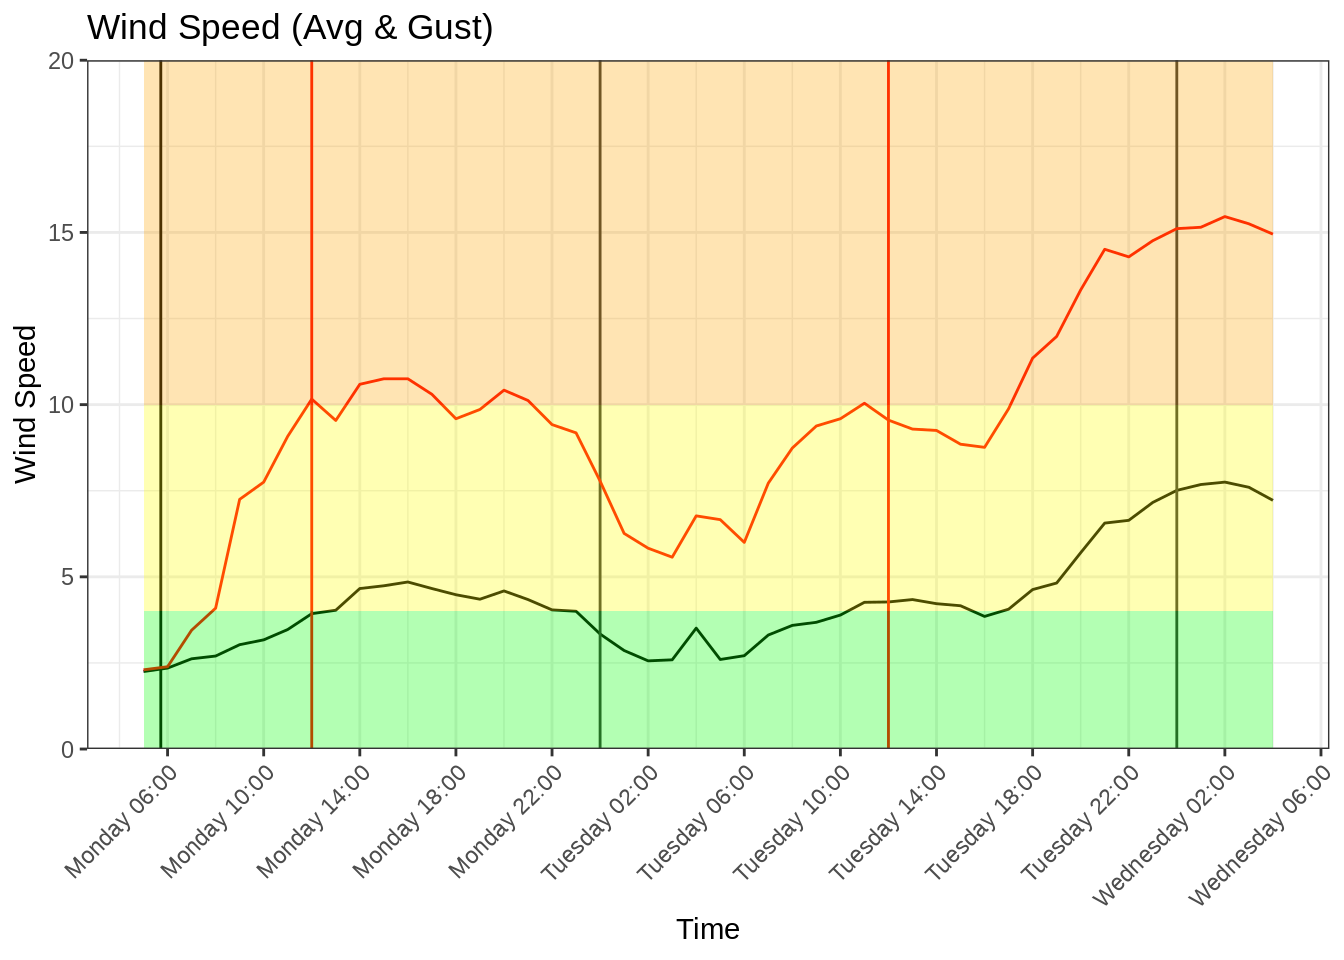 Wind Speed (Avg & Gust)
20
15
10
5
0
Wind Speed
Monday 06:00
Monday 10:00
Monday 14:00
Monday 18:00
Monday 22:00
Tuesday 02:00
Tuesday 06:00
Tuesday 10:00
Tuesday 14:00
Tuesday 18:00
Tuesday 22:00
Wednesday 02:00
Wednesday 06:00
Time